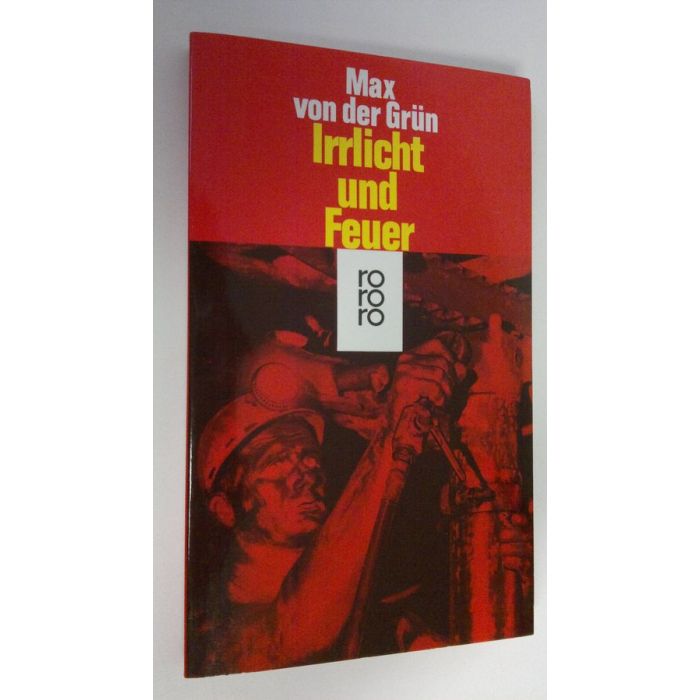 Max
von der Grün
Irrlicht
und
Feuer
ro
ro
ro